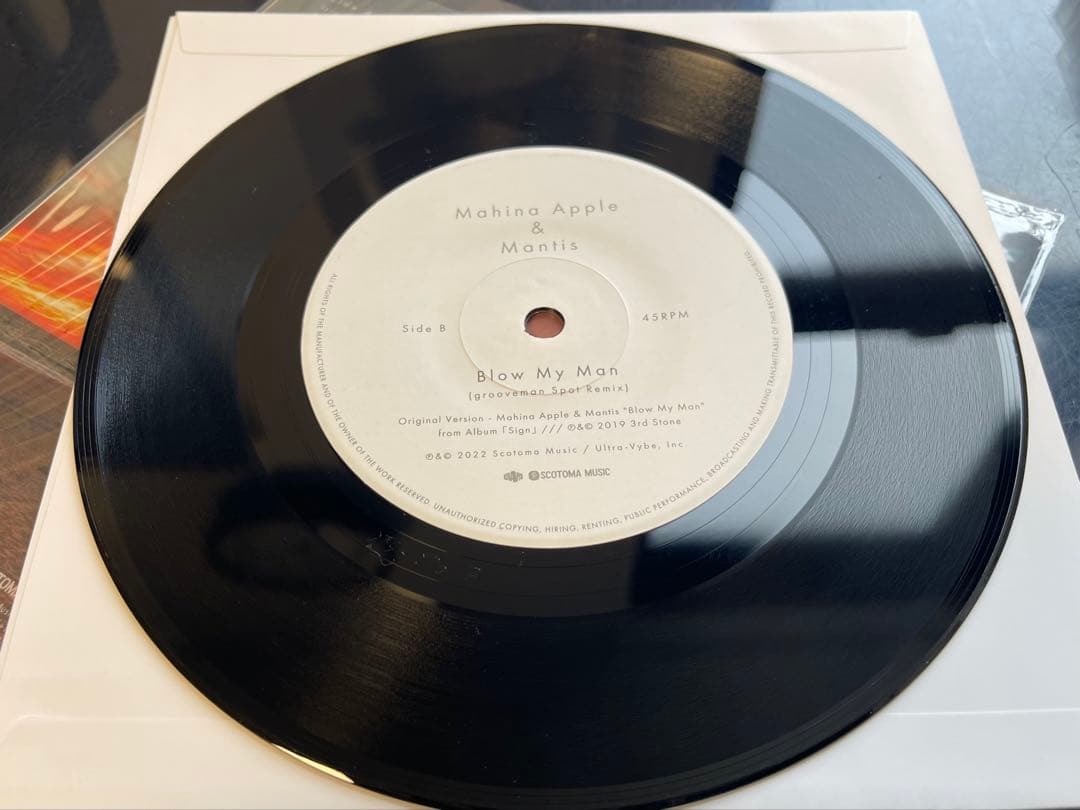 Mahina Apple
&
Mantis
Side B
45RPM
Blow My Man
(grooveman Spot Remix)
Original Version - Mahina Apple & Mantis "Blow My Man"
from Album「Sign」/// ℗&© 2019 3rd Stone
℗&© 2022 Scotoma Music / Ultra-Vybe, Inc.
SCOTOMA MUSIC
ALL RIGHTS OF THE MANUFACTURER AND OF THE OWNER OF THE WORK RESERVED. UNAUTHORIZED COPYING, HIRING, RENTING, PUBLIC PERFORMANCE, BROADCASTING AND MAKING TRANSMITTABLE OF THIS RECORD PROHIBITED.